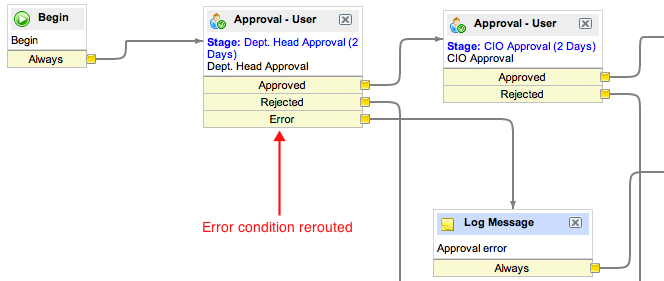 Begin
Begin
Always
Approval - User
Stage: Dept. Head Approval (2
Days)
Dept. Head Approval
Approved
Rejected
Error
Approval - User
Stage: CIO Approval (2 Days)
CIO Approval
Approved
Rejected
Error condition rerouted
Log Message
Approval error
Always